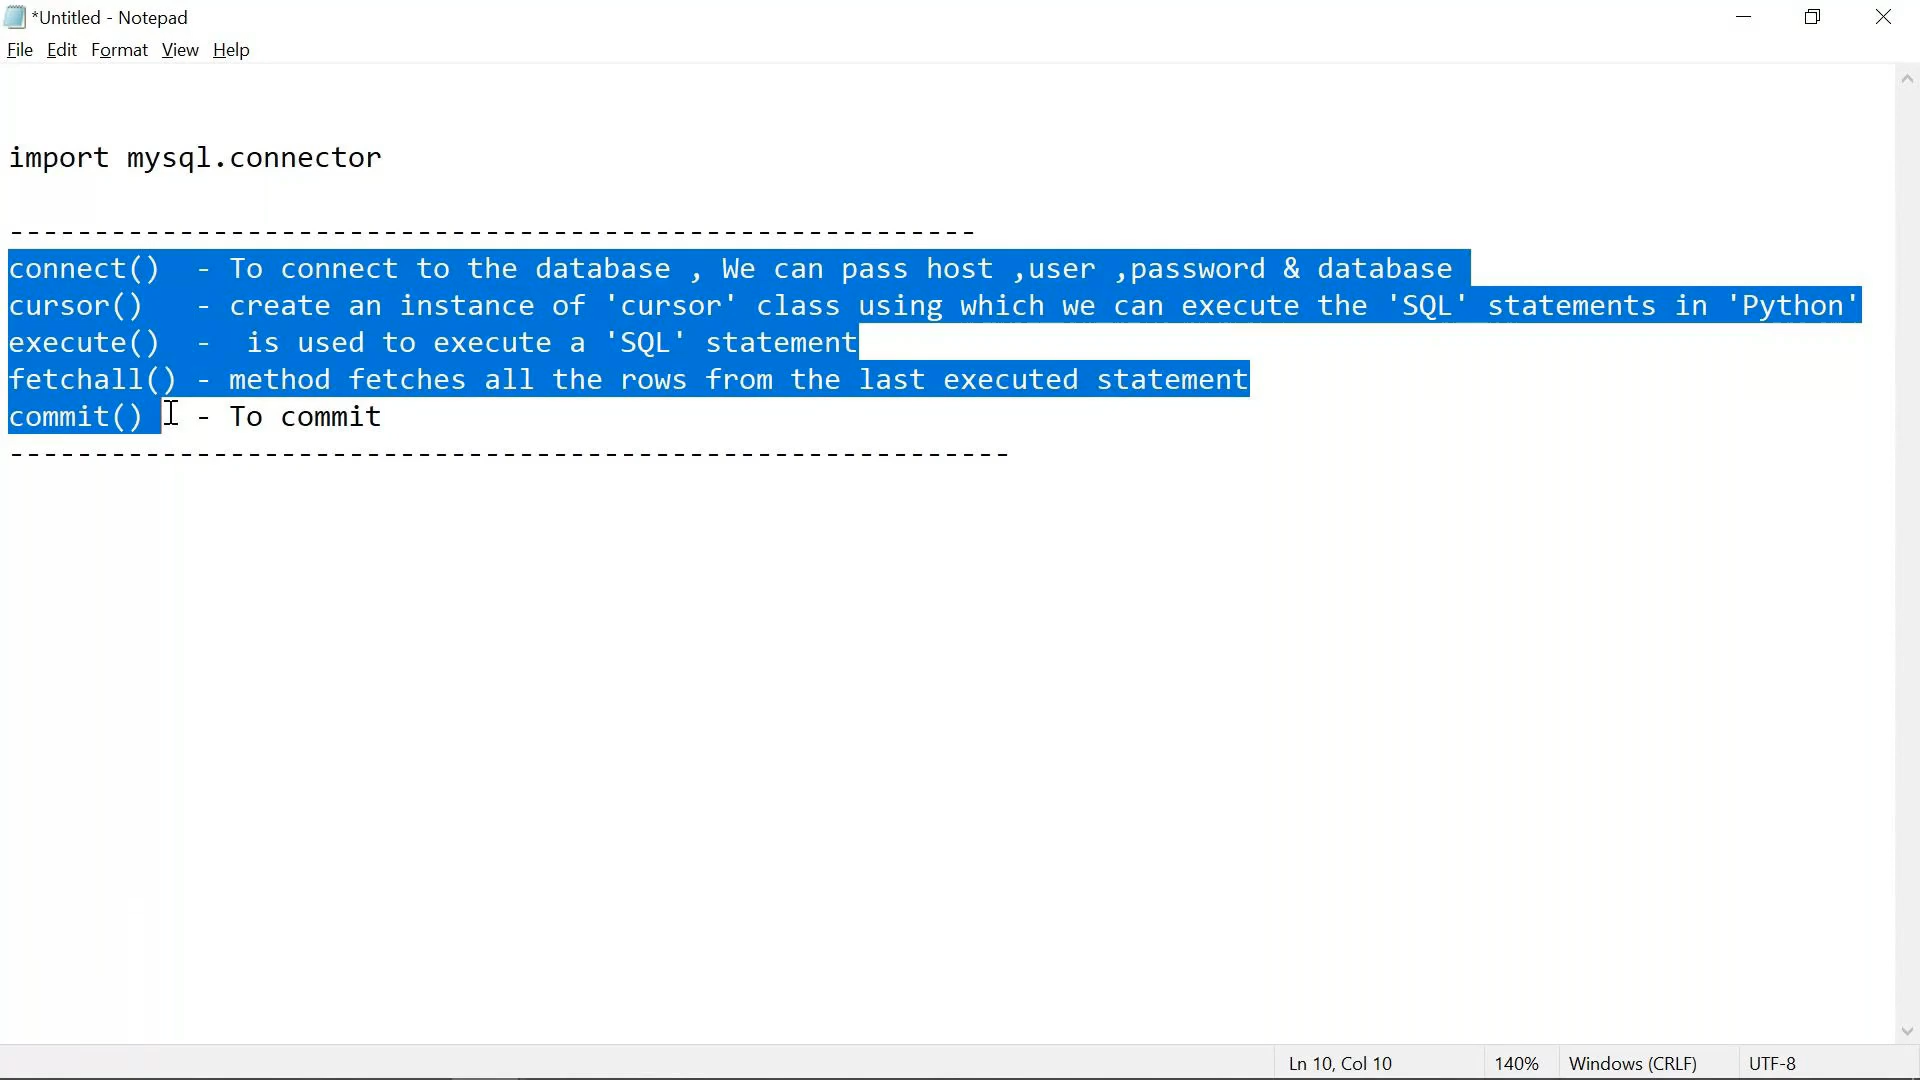 *Untitled - Notepad
File Edit Format View Help
import mysql.connector
---------------------------------------------------------
connect()  - To connect to the database , We can pass host ,user ,password & database
cursor()   - create an instance of 'cursor' class using which we can execute the 'SQL' statements in 'Python'
execute()  -  is used to execute a 'SQL' statement
fetchall() - method fetches all the rows from the last executed statement
commit()   - To commit
-----------------------------------------------------------
Ln 10, Col 10 140% Windows (CRLF) UTF-8